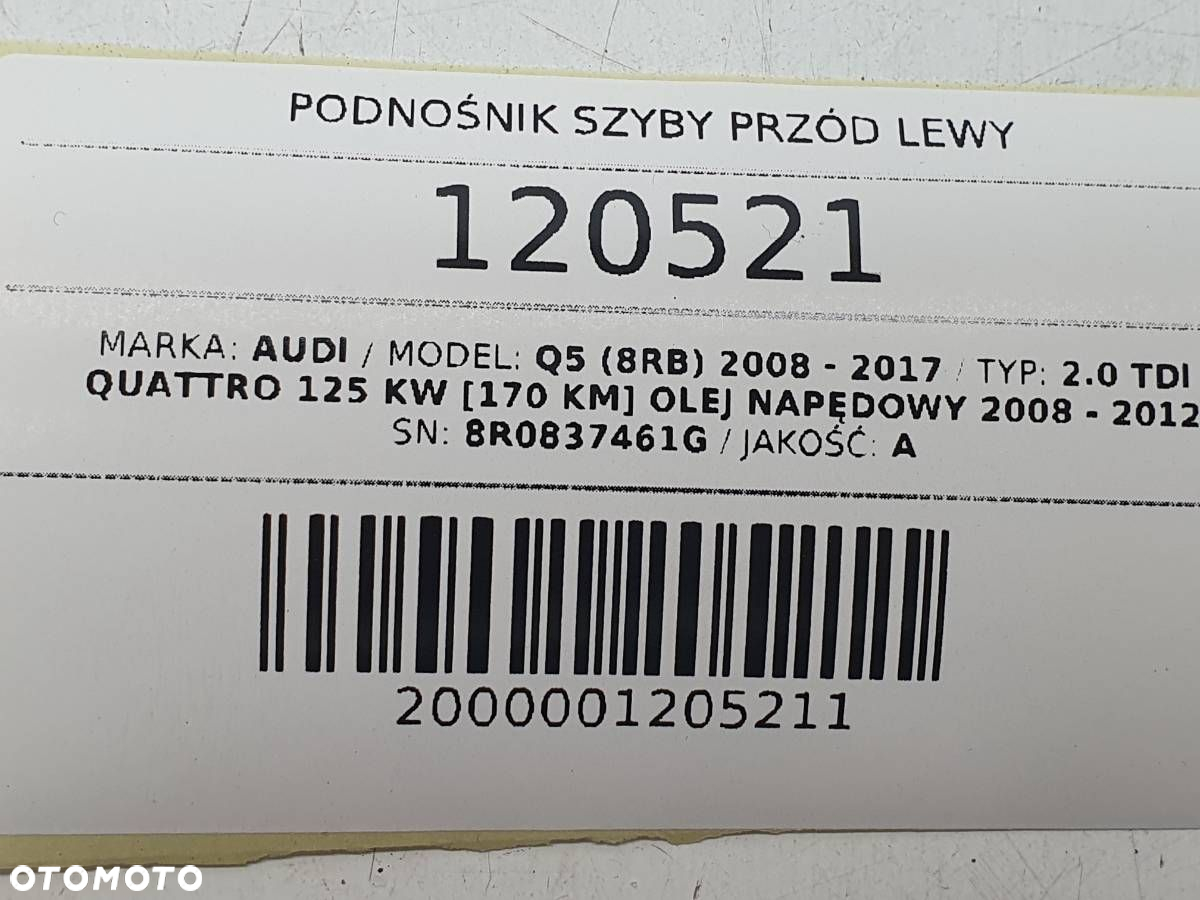 PODNOŚNIK SZYBY PRZÓD LEWY
120521
MARKA: AUDI / MODEL: Q5 (8RB) 2008 - 2017 / TYP: 2.0 TDI
QUATTRO 125 KW [170 KM] OLEJ NAPĘDOWY 2008 - 2012
SN: 8R0837461G / JAKOŚĆ: A
2000001205211
OTOMOTO